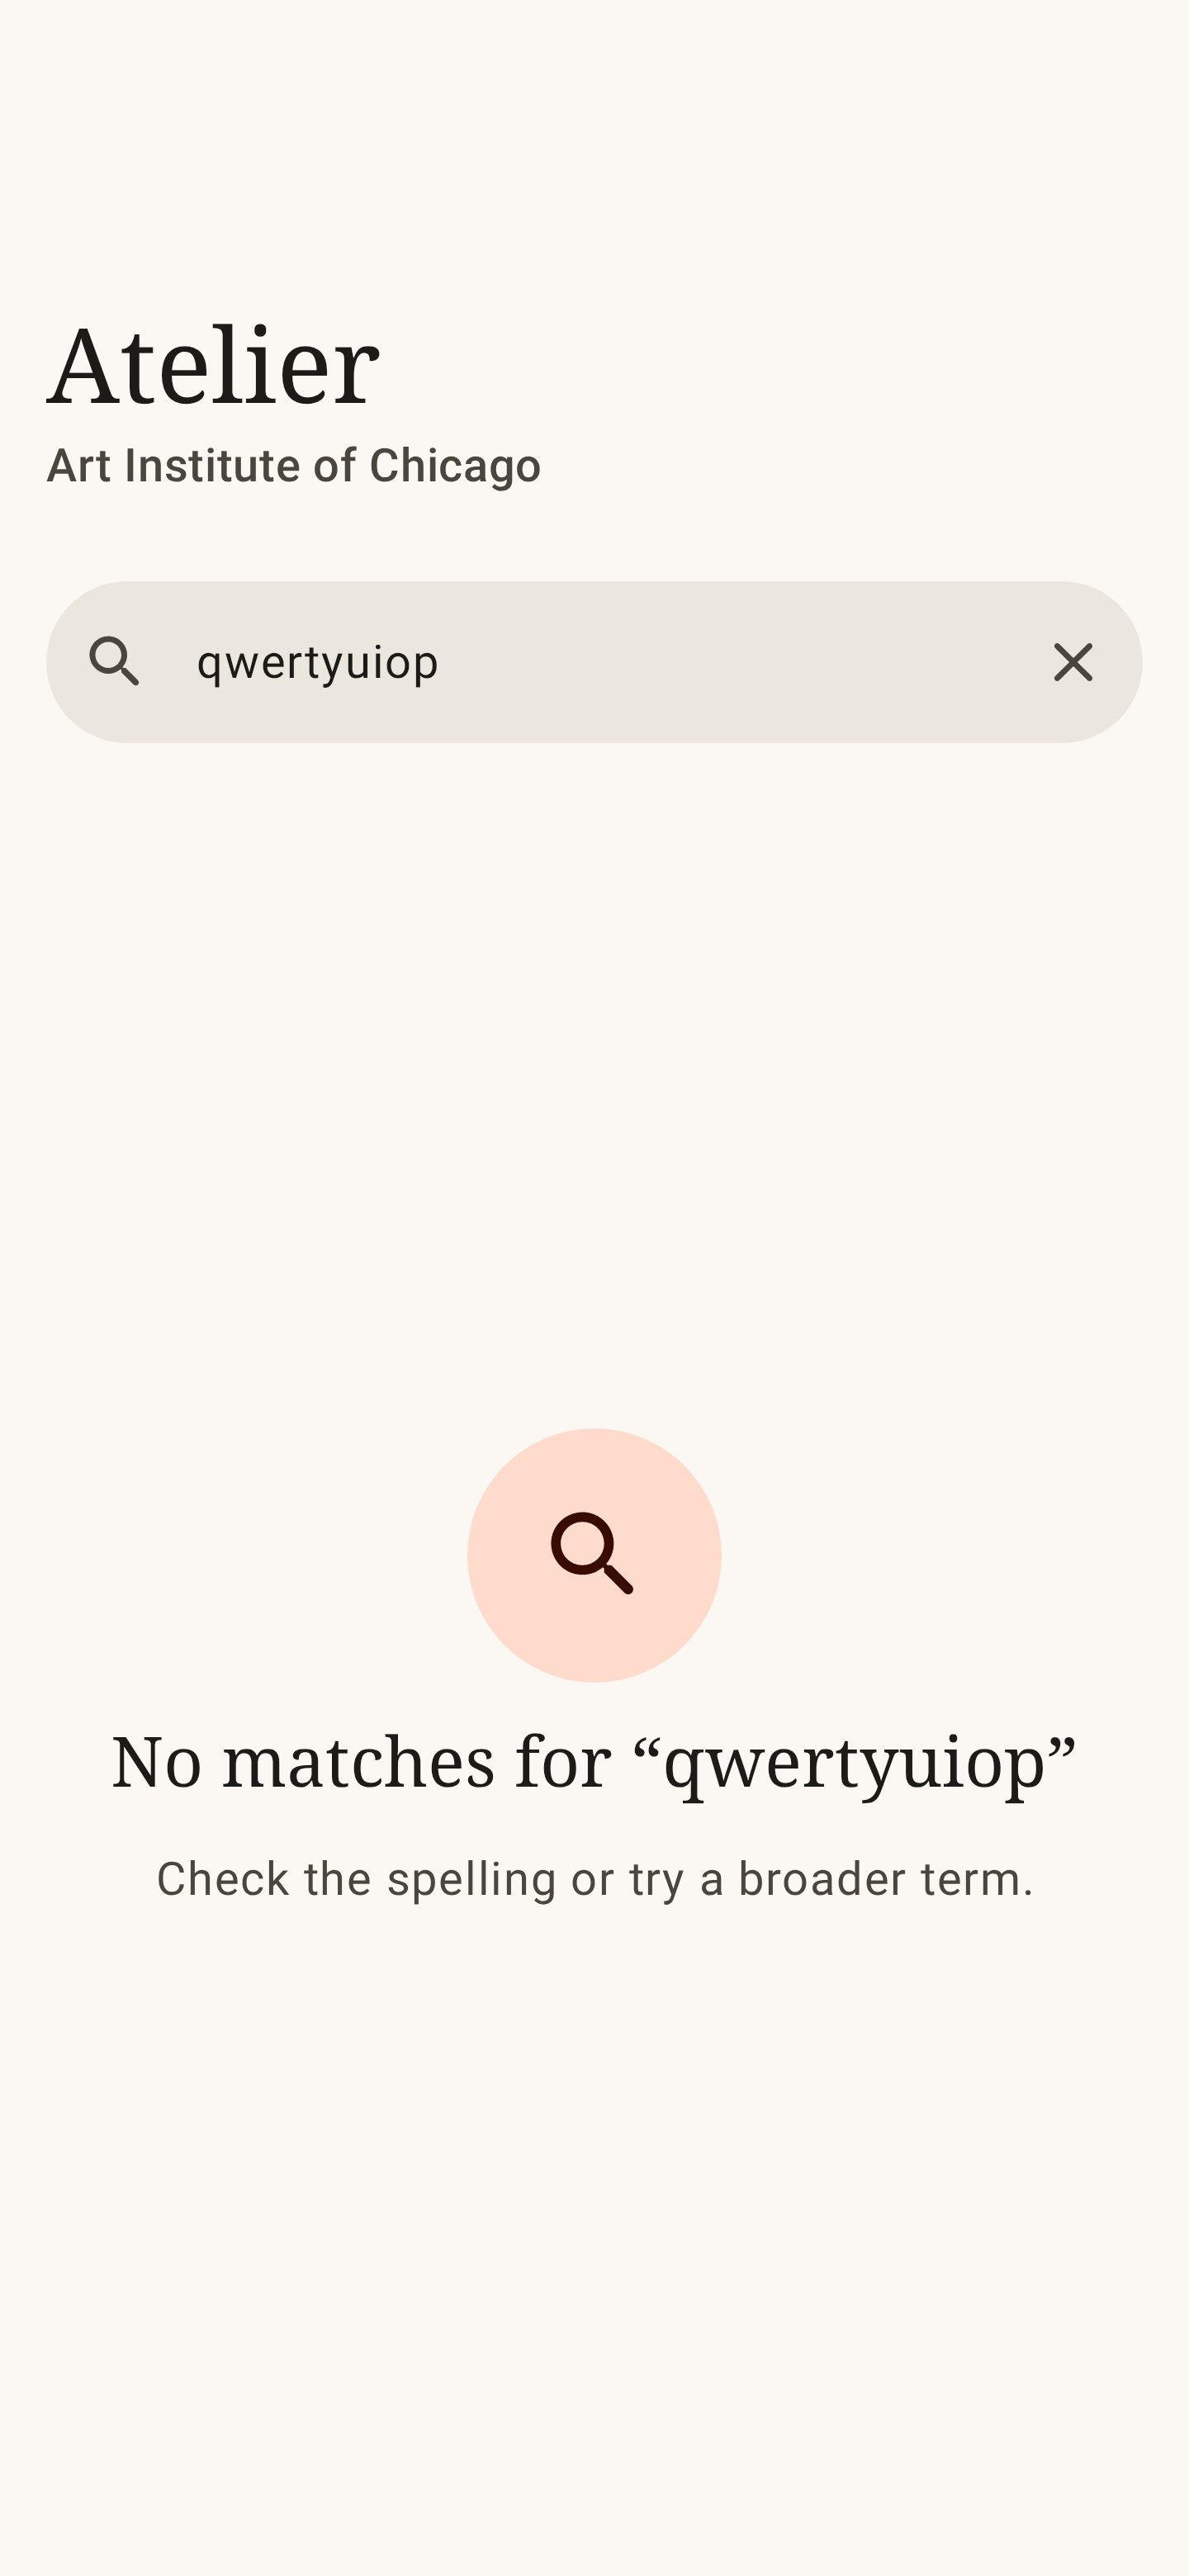 Atelier
Art Institute of Chicago
qwertyuiop
No matches for “qwertyuiop”
Check the spelling or try a broader term.